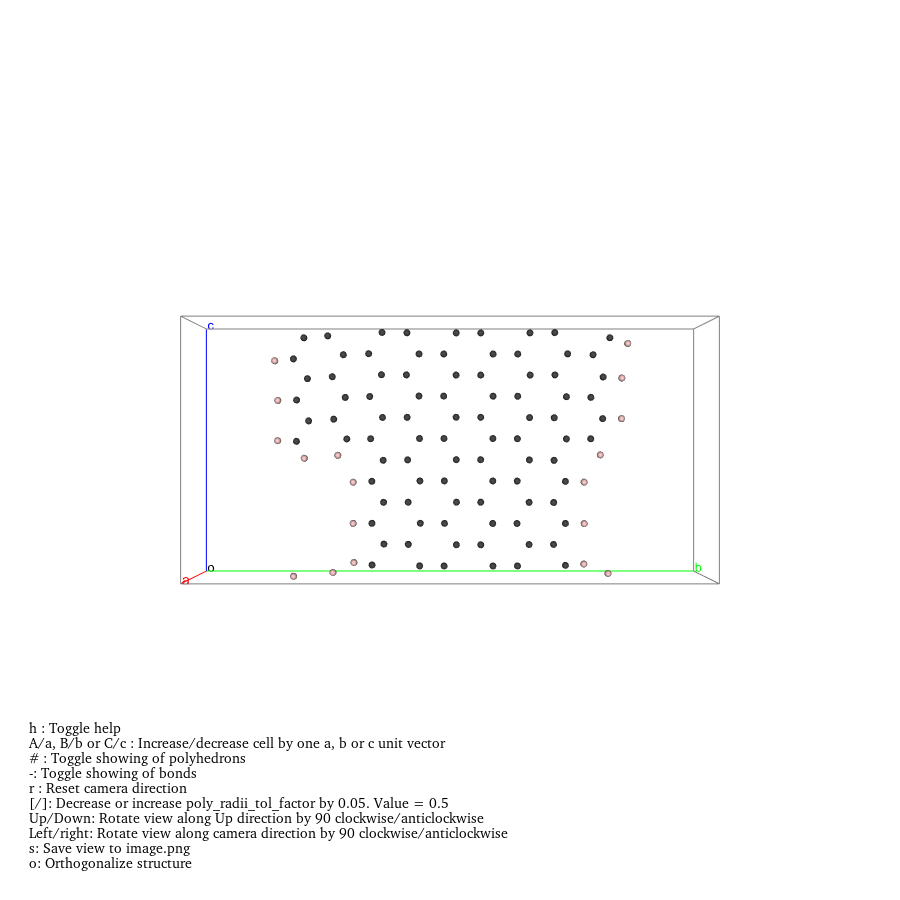 c
o
a
b
h : Toggle help
A/a, B/b or C/c : Increase/decrease cell by one a, b or c unit vector
# : Toggle showing of polyhedrons
-: Toggle showing of bonds
r : Reset camera direction
[/]: Decrease or increase poly_radii_tol_factor by 0.05. Value = 0.5
Up/Down: Rotate view along Up direction by 90 clockwise/anticlockwise
Left/right: Rotate view along camera direction by 90 clockwise/anticlockwise
s: Save view to image.png
o: Orthogonalize structure